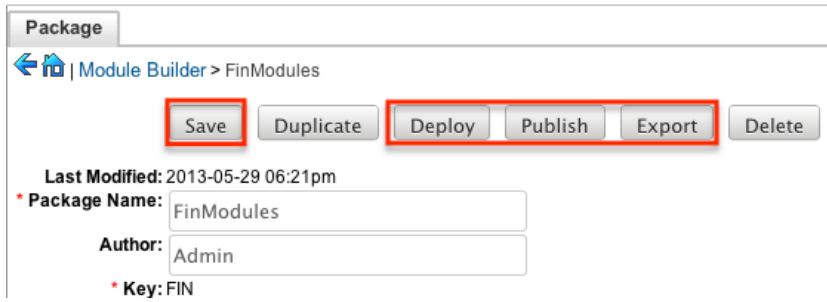 Package
| Module Builder > FinModules
Save Duplicate Deploy Publish Export Delete
Last Modified: 2013-05-29 06:21pm
* Package Name: FinModules
Author: Admin
* Key: FIN